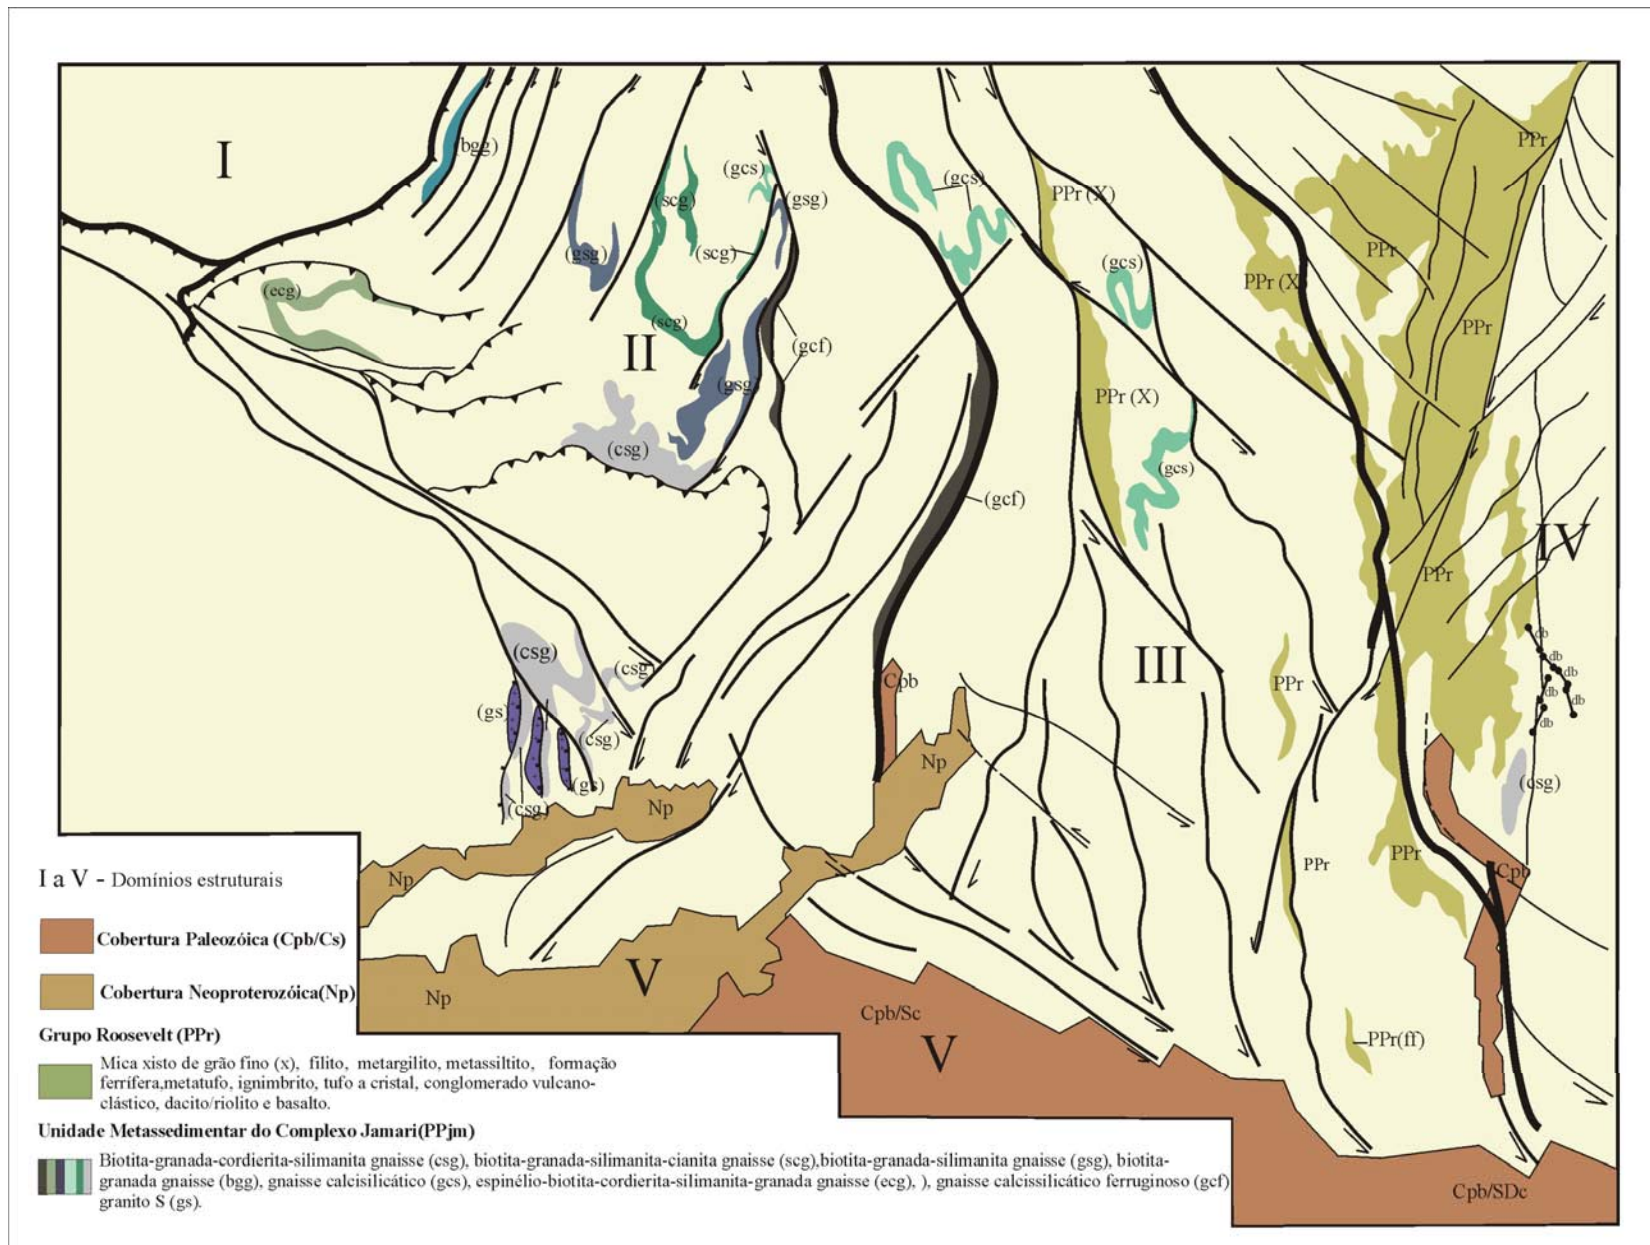 I
(bgg)
(gcs)
(scg)
(gsg)
(gcs)
PPr (X)
PPr
(gsg)
(scg)
(gcs)
PPr
PPr (X)
(ecg)
(scg)
PPr
II
(gcf)
(gsg)
PPr (X)
(csg)
(gcs)
(gcf)
IV
PPr
(csg)
(csg)
Cpb
III
PPr
db
db
db
db
db
db
(gs)
(csg)
Np
(gs)
(csg)
(csg)
Np
PPr
PPr
Cpb
Np
V
Np
Cpb/Sc
V
PPr(ff)
Cpb/SDc
I a V - Domínios estruturais
Cobertura Paleozóica (Cpb/Cs)
Cobertura Neoproterozóica(Np)
Grupo Roosevelt (PPr)
Mica xisto de grão fino (x), filito, metargilito, metassiltito, formação
ferrífera,metatufo, ignimbrito, tufo a cristal, conglomerado vulcano-
clástico, dacito/riolito e basalto.
Unidade Metassedimentar do Complexo Jamari(PPjm)
Biotita-granada-cordierita-silimanita gnaisse (csg), biotita-granada-silimanita-cianita gnaisse (scg),biotita-granada-silimanita gnaisse (gsg), biotita-
granada gnaisse (bgg), gnaisse calcisilicático (gcs), espinélio-biotita-cordierita-silimanita-granada gnaisse (ecg), ), gnaisse calcissilicático ferruginoso (gcf)
granito S (gs).